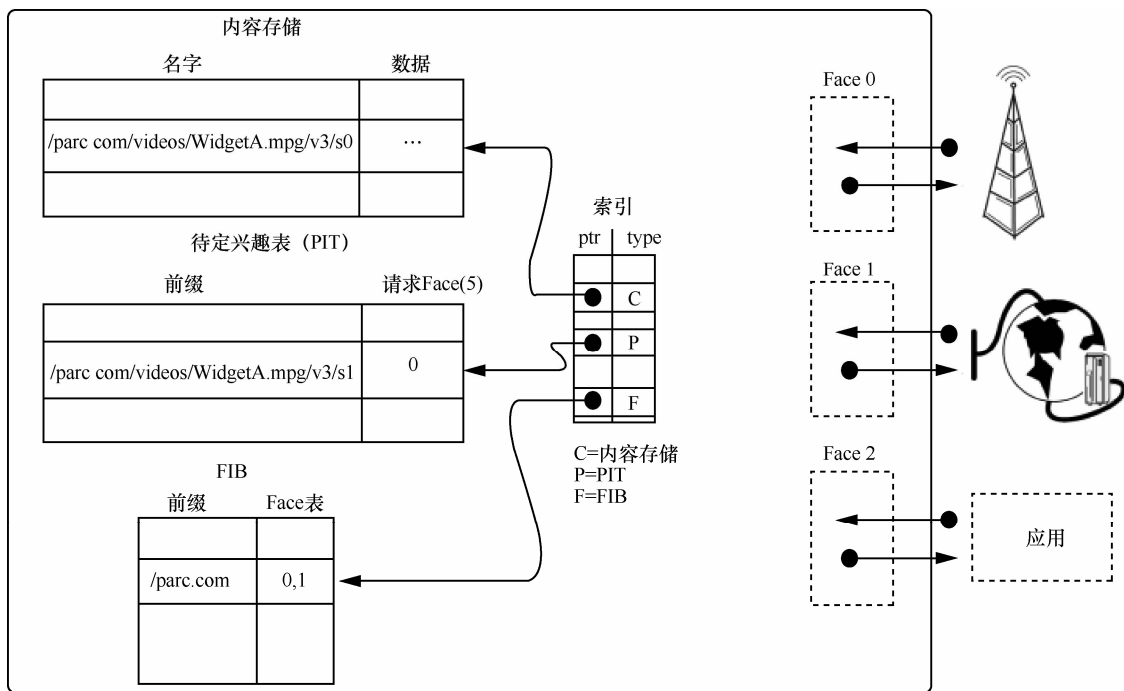 内容存储
名字 数据
/parc com/videos/WidgetA.mpg/v3/s0 …
待定兴趣表（PIT）
前缀 请求Face(5)
/parc com/videos/WidgetA.mpg/v3/s1 0
FIB
前缀 Face表
/parc.com 0,1
索引
ptr type
C
P
F
C=内容存储
P=PIT
F=FIB
Face 0
Face 1
Face 2
应用